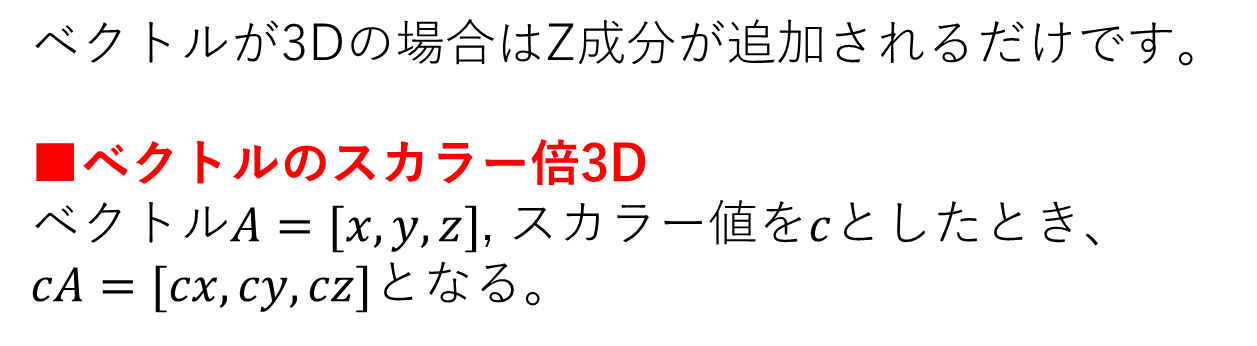 ベクトルが3Dの場合はZ成分が追加されるだけです。
■ベクトルのスカラー倍3D
ベクトルA = [x, y, z], スカラー値をcとしたとき、
cA = [cx, cy, cz]となる。